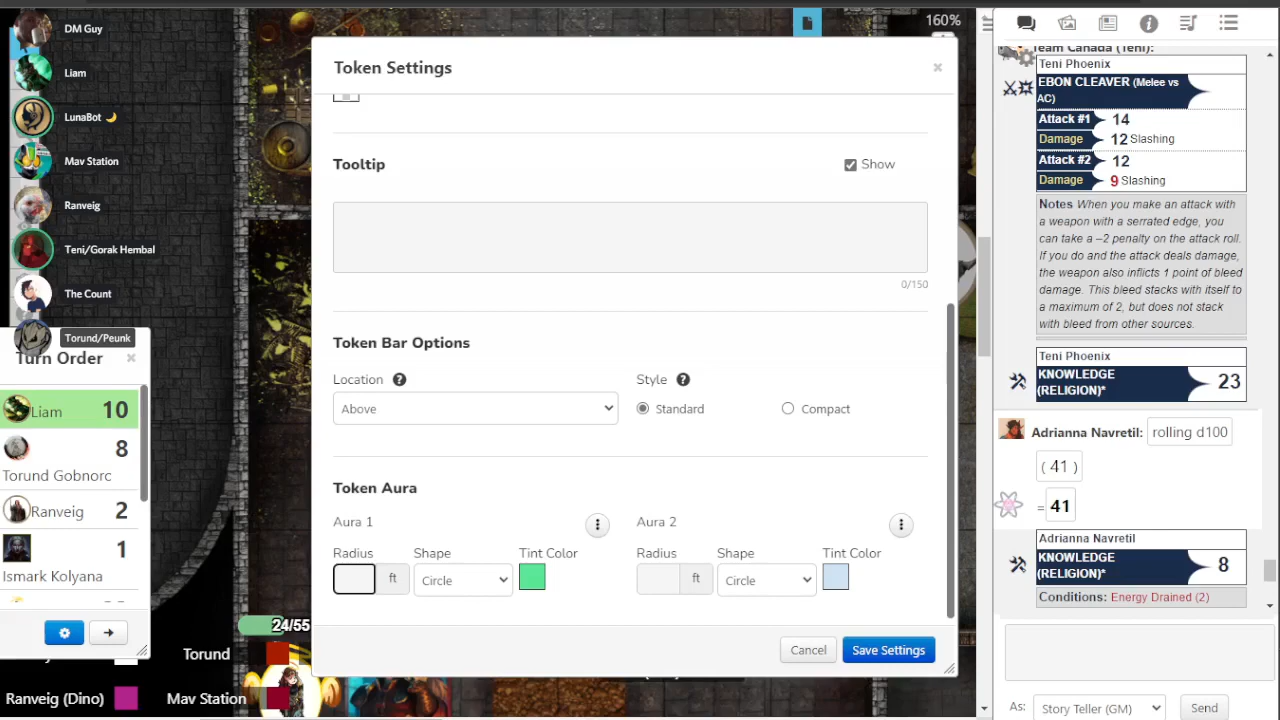 DM Guy
Liam
LunaBot 🌙
Mav Station
Ranveig
Teni/Gorak Hembal
The Count
Torund/Peunk
Turn Order
×
Liam 10
8
Torund Gobnorc
Ranveig 2
1
Ismark Kolyana
24/55
Torund
Ranveig (Dino)
Mav Station
160%
Token Settings
×
Tooltip
Show
0/150
Token Bar Options
Location ?
Style ?
Above
Standard
Compact
Token Aura
Aura 1
Aura 2
Radius Shape Tint Color
Radius Shape Tint Color
ft Circle
ft Circle
Cancel
Save Settings
Team Canada (Teni):
Teni Phoenix
EBON CLEAVER (Melee vs
AC)
Attack #1 14
Damage 12 Slashing
Attack #2 12
Damage 9 Slashing
Notes When you make an attack with
a weapon with a serrated edge, you
can take a –2 penalty on the attack roll.
If you do and the attack deals damage,
the weapon also inflicts 1 point of bleed
damage. This bleed stacks with itself to
a maximum of 2, but does not stack
with bleed from other sources.
Teni Phoenix
KNOWLEDGE
(RELIGION)* 23
Adrianna Navretil: rolling d100
( 41 )
= 41
Adrianna Navretil
KNOWLEDGE
(RELIGION)* 8
Conditions: Energy Drained (2)
As: Story Teller (GM)
Send